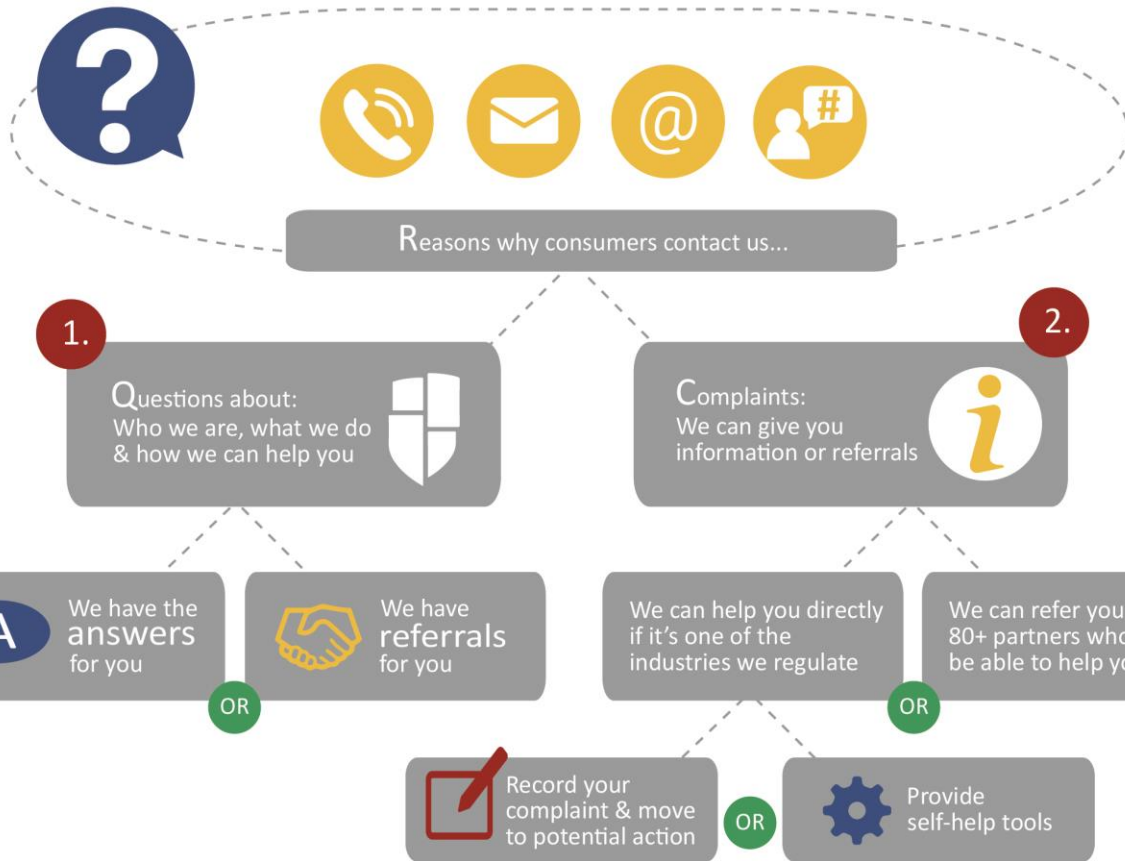 ?
@
#
Reasons why consumers contact us...
1.
Questions about:
Who we are, what we do
& how we can help you
2.
Complaints:
We can give you
information or referrals
i
A
We have the
answers
for you
OR
We have
referrals
for you
We can help you directly
if it's one of the
industries we regulate
OR
We can refer you
80+ partners who
be able to help
Record your
complaint & move
to potential action
OR
Provide
self-help tools